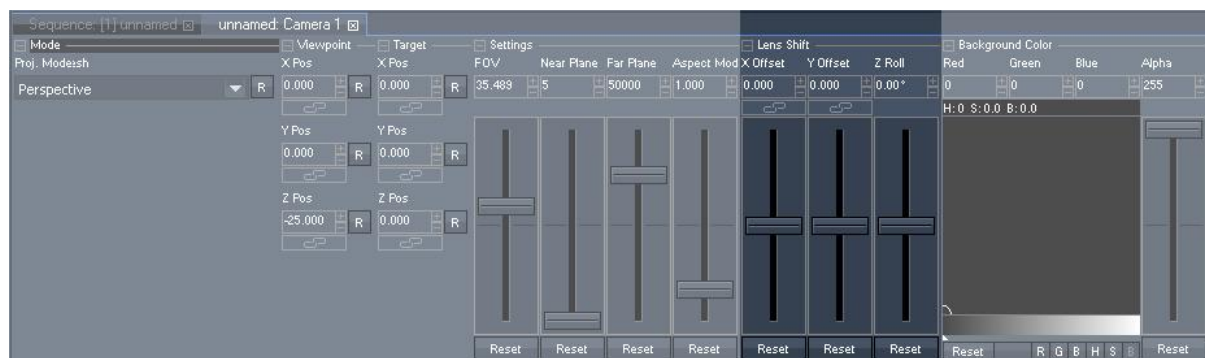 Sequence: [1] unnamed unnamed: Camera 1
Mode Viewpoint Target Settings Lens Shift Background Color
Proj. Mode:sh X Pos X Pos FOV Near Plane Far Plane Aspect Mod X Offset Y Offset Z Roll Red Green Blue Alpha
Perspective R 0.000 R 0.000 R 35.489 5 50000 1.000 0.000 0.000 0.00° 0 0 0 255
H:0 S:0.0 B:0.0
Y Pos Y Pos
0.000 R 0.000 R
Z Pos Z Pos
-25.000 R 0.000 R
Reset Reset Reset Reset Reset Reset Reset Reset R G B H S B Reset